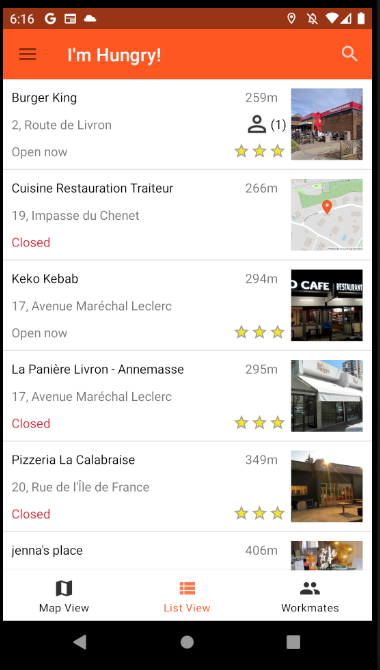 6:16
I'm Hungry!
Burger King 259m
2, Route de Livron (1)
Open now
Cuisine Restauration Traiteur 266m
19, Impasse du Chenet
Closed
Keko Kebab 294m
17, Avenue Maréchal Leclerc
Open now
O CAFE RESTAURANT
La Panière Livron - Annemasse 295m
17, Avenue Maréchal Leclerc
Closed
Pizzeria La Calabraise 349m
20, Rue de l'Île de France
Closed
jenna's place 406m
Map View List View Workmates